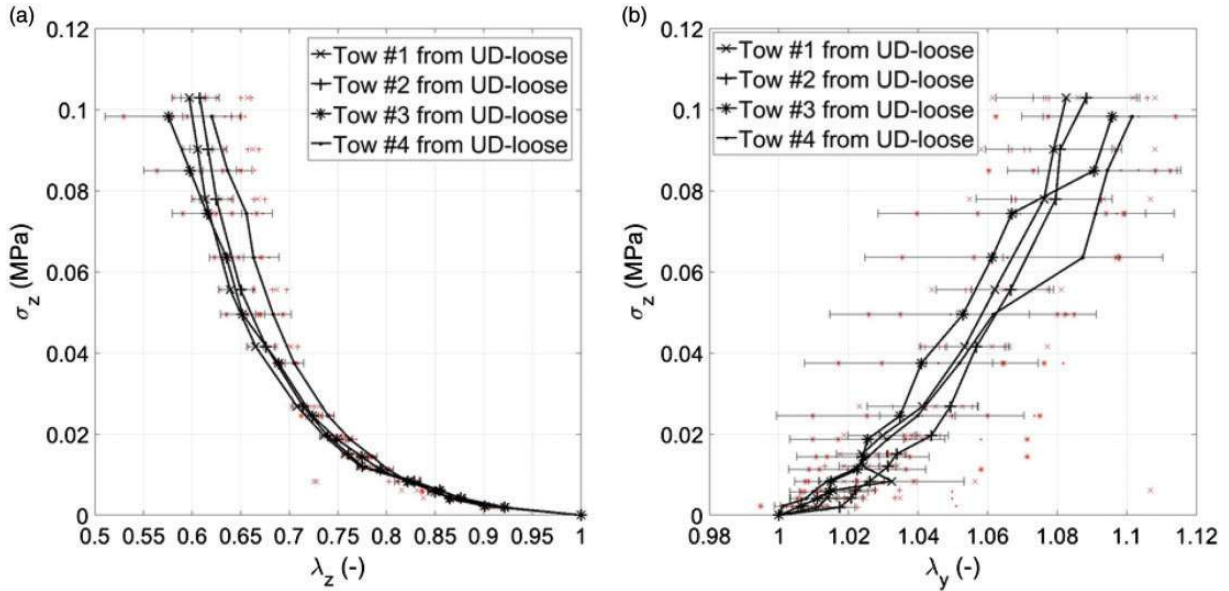 (a)
0.12
0.1
0.08
0.06
0.04
0.02
0
σz (MPa)
Tow #1 from UD-loose
Tow #2 from UD-loose
Tow #3 from UD-loose
Tow #4 from UD-loose
0.5 0.55 0.6 0.65 0.7 0.75 0.8 0.85 0.9 0.95 1
λz (-)
(b)
0.12
0.1
0.08
0.06
0.04
0.02
0
σz (MPa)
Tow #1 from UD-loose
Tow #2 from UD-loose
Tow #3 from UD-loose
Tow #4 from UD-loose
0.98 1 1.02 1.04 1.06 1.08 1.1 1.12
λy (-)